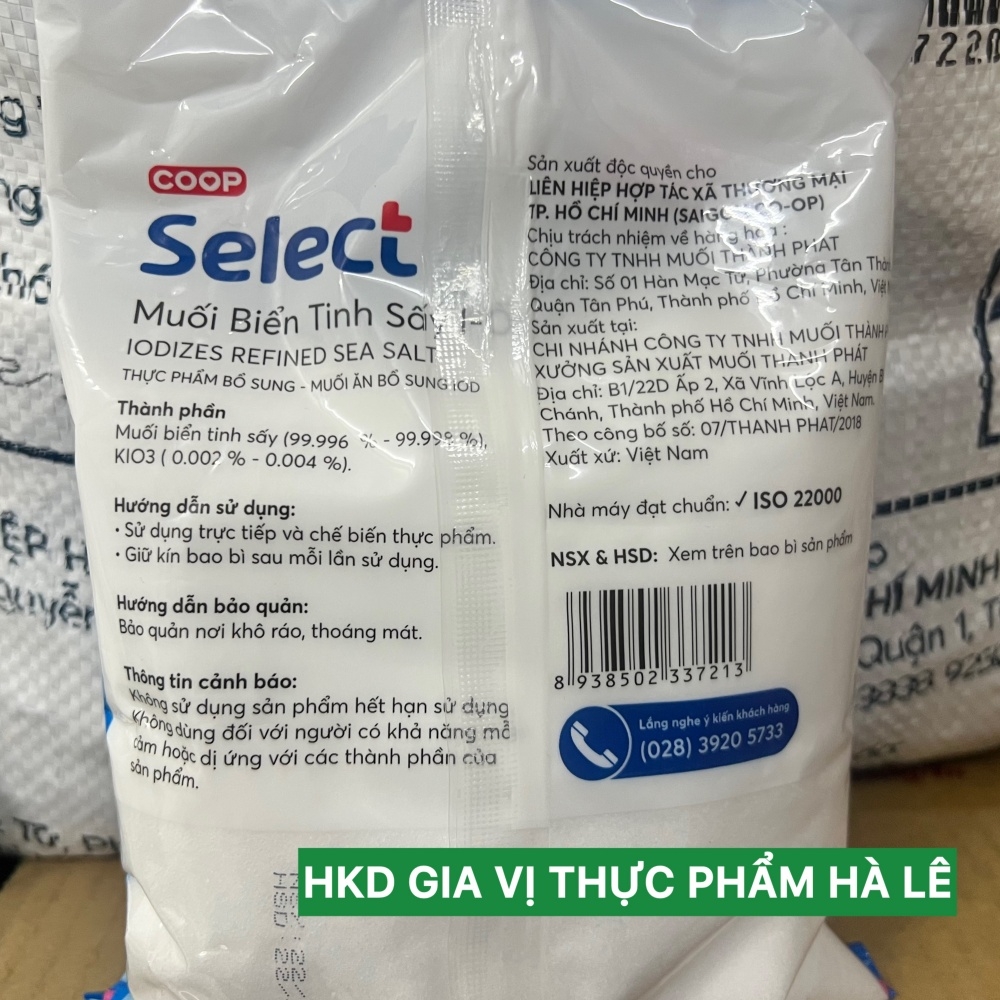 COOP
Select
Muối Biển Tinh Sấy
IODIZES REFINED SEA SALT
THỰC PHẨM BỔ SUNG - MUỐI ĂN BỔ SUNG IOD
Thành phần
Muối biển tinh sấy (99.996 % - 99.998 %),
KIO3 ( 0.002 % - 0.004 %).
Hướng dẫn sử dụng:
• Sử dụng trực tiếp và chế biến thực phẩm.
• Giữ kín bao bì sau mỗi lần sử dụng.
Hướng dẫn bảo quản:
Bảo quản nơi khô ráo, thoáng mát.
Thông tin cảnh báo:
Không sử dụng sản phẩm hết hạn sử dụng
Không dùng đối với người có khả năng mẫ
cảm hoặc dị ứng với các thành phần của
sản phẩm.
Sản xuất độc quyền cho
LIÊN HIỆP HỢP TÁC XÃ THƯƠNG MẠI
TP. HỒ CHÍ MINH (SAIGON CO-OP)
Chịu trách nhiệm về hàng hóa :
CÔNG TY TNHH MUỐI THÀNH PHÁT
Địa chỉ: Số 01 Hàn Mạc Tử, Phường Tân Thàn
Quận Tân Phú, Thành phố Hồ Chí Minh, Việt
Sản xuất tại:
CHI NHÁNH CÔNG TY TNHH MUỐI THÀNH
XƯỞNG SẢN XUẤT MUỐI THÀNH PHÁT
Địa chỉ: B1/22D Ấp 2, Xã Vĩnh Lộc A, Huyện B
Chánh, Thành phố Hồ Chí Minh, Việt Nam.
Theo công bố số: 07/THANH PHAT/2018
Xuất xứ: Việt Nam
Nhà máy đạt chuẩn: ✓ ISO 22000
NSX & HSD: Xem trên bao bì sản phẩm
8 938502 337213
Lắng nghe ý kiến khách hàng
(028) 3920 5733
HÍ MINH
Quận 1, T
HKD GIA VỊ THỰC PHẨM HÀ LÊ